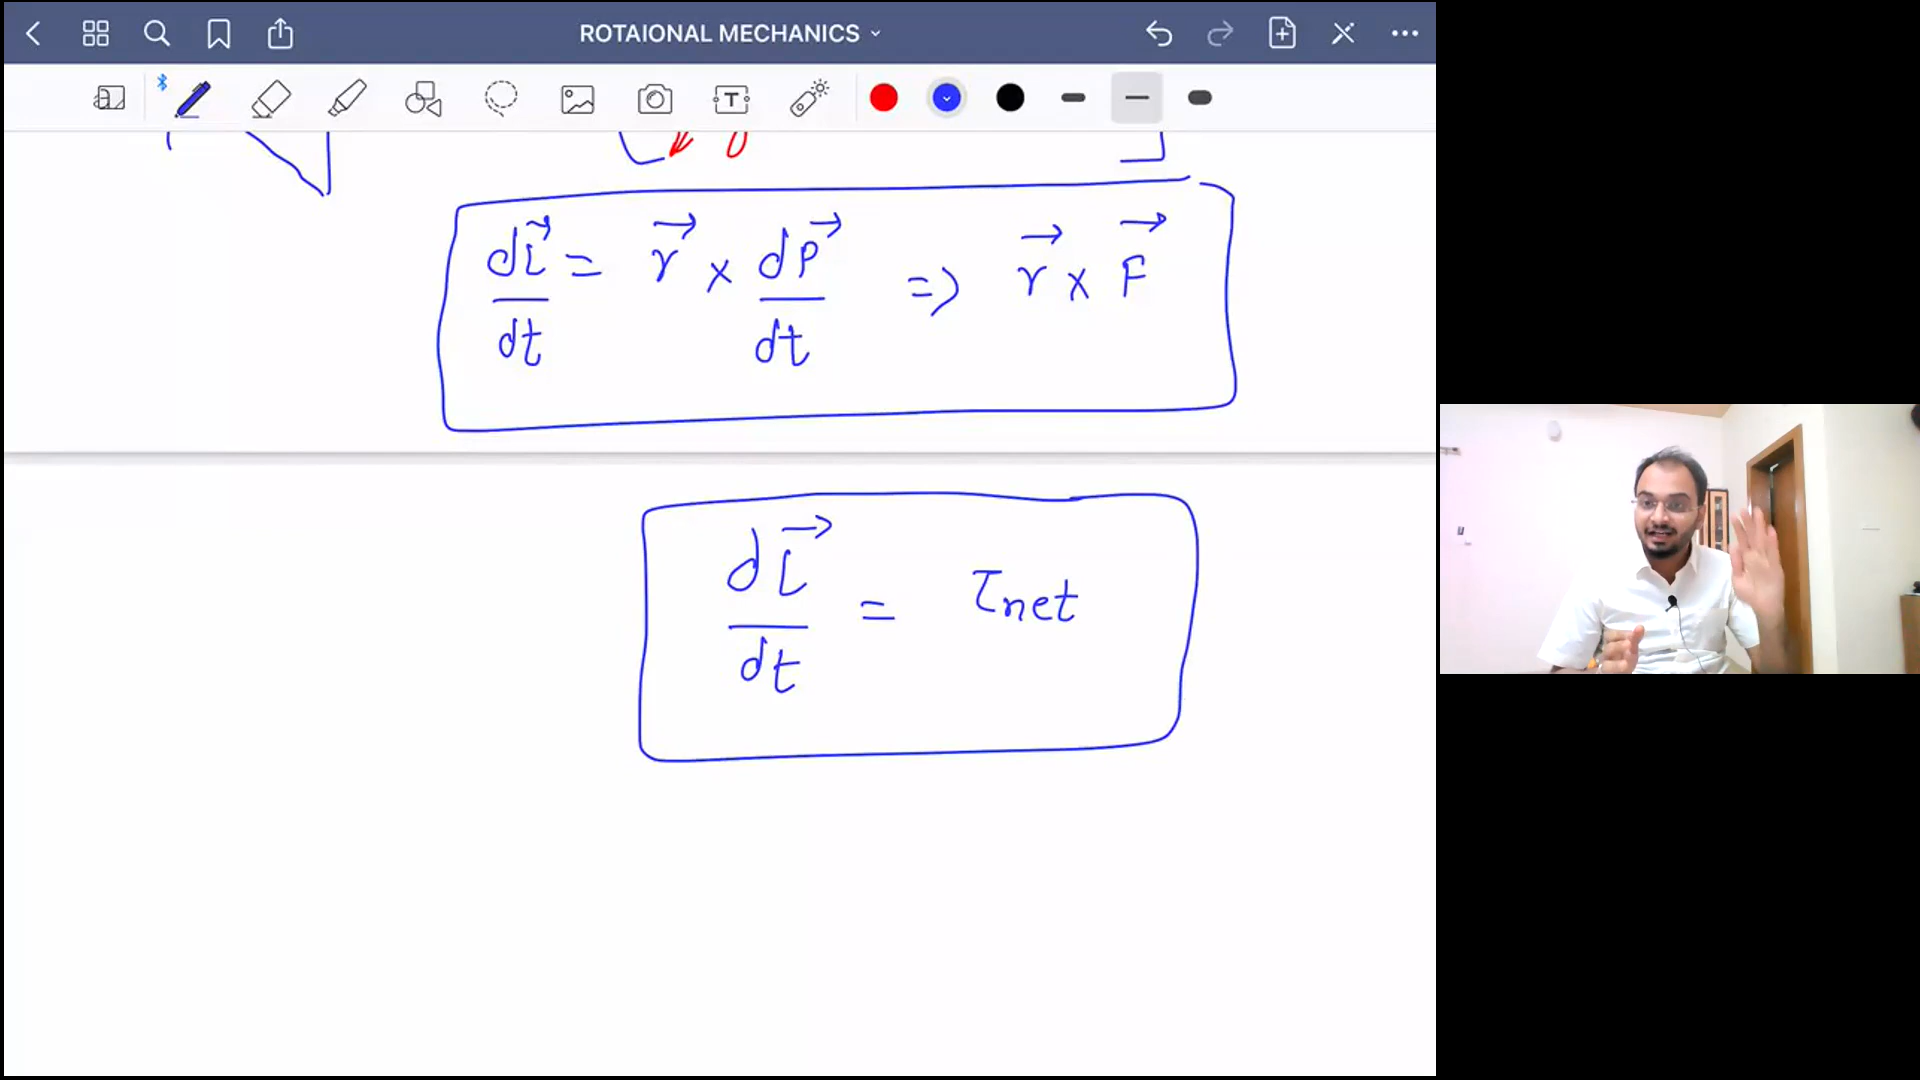 ROTAIONAL MECHANICS
T
dL⃗/dt = r⃗ × dP⃗/dt => r⃗ × F⃗
dL⃗/dt = τnet